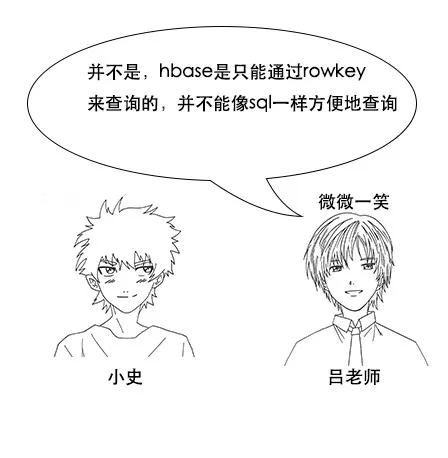 并不是，hbase是只能通过rowkey
来查询的，并不能像sql一样方便地查询
微微一笑
小史
吕老师